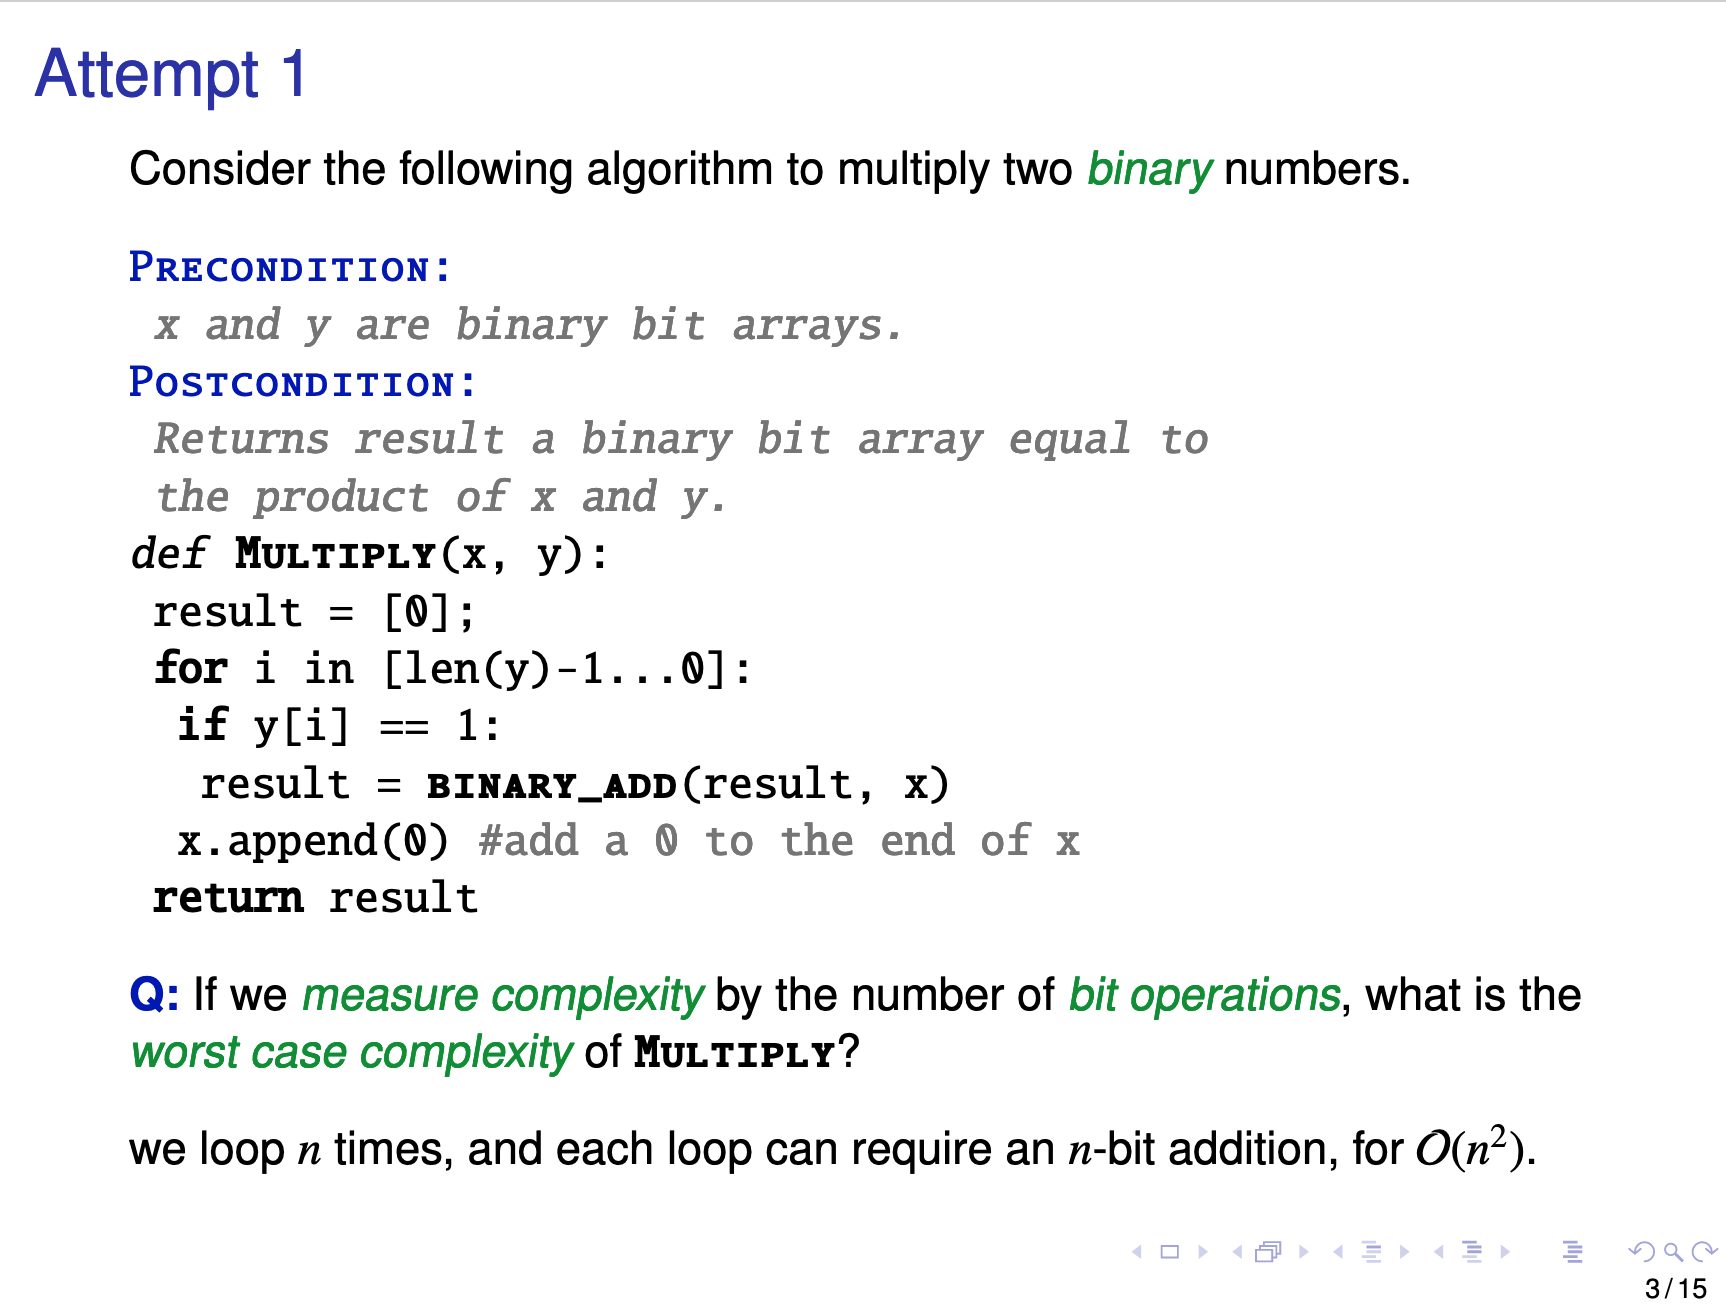 Attempt 1
Consider the following algorithm to multiply two binary numbers.
PRECONDITION:
x and y are binary bit arrays.
POSTCONDITION:
Returns result a binary bit array equal to
the product of x and y.
def MULTIPLY(x, y):
result = [0];
for i in [len(y)-1...0]:
if y[i] == 1:
result = BINARY_ADD(result, x)
x.append(0) #add a 0 to the end of x
return result
Q: If we measure complexity by the number of bit operations, what is the
worst case complexity of MULTIPLY?
we loop n times, and each loop can require an n-bit addition, for O(n²).
3/15